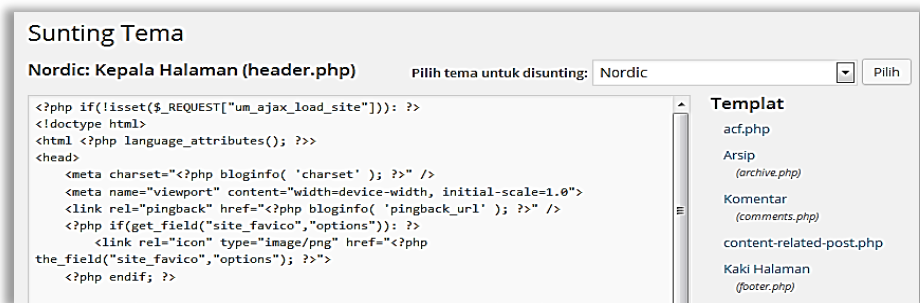 Sunting Tema
Nordic: Kepala Halaman (header.php)
Pilih tema untuk disunting:
Nordic
Pilih
<?php if(!isset($_REQUEST["um_ajax_load_site"])): ?>
<!doctype html>
<html <?php language_attributes(); ?>>
<head>
    <meta charset="<?php bloginfo( 'charset' ); ?>" />
    <meta name="viewport" content="width=device-width, initial-scale=1.0">
    <link rel="pingback" href="<?php bloginfo( 'pingback_url' ); ?>" />
    <?php if(get_field("site_favico","options")): ?>
        <link rel="icon" type="image/png" href="<?php
the_field("site_favico","options"); ?>">
    <?php endif; ?>
Templat
acf.php
Arsip
(archive.php)
Komentar
(comments.php)
content-related-post.php
Kaki Halaman
(footer.php)